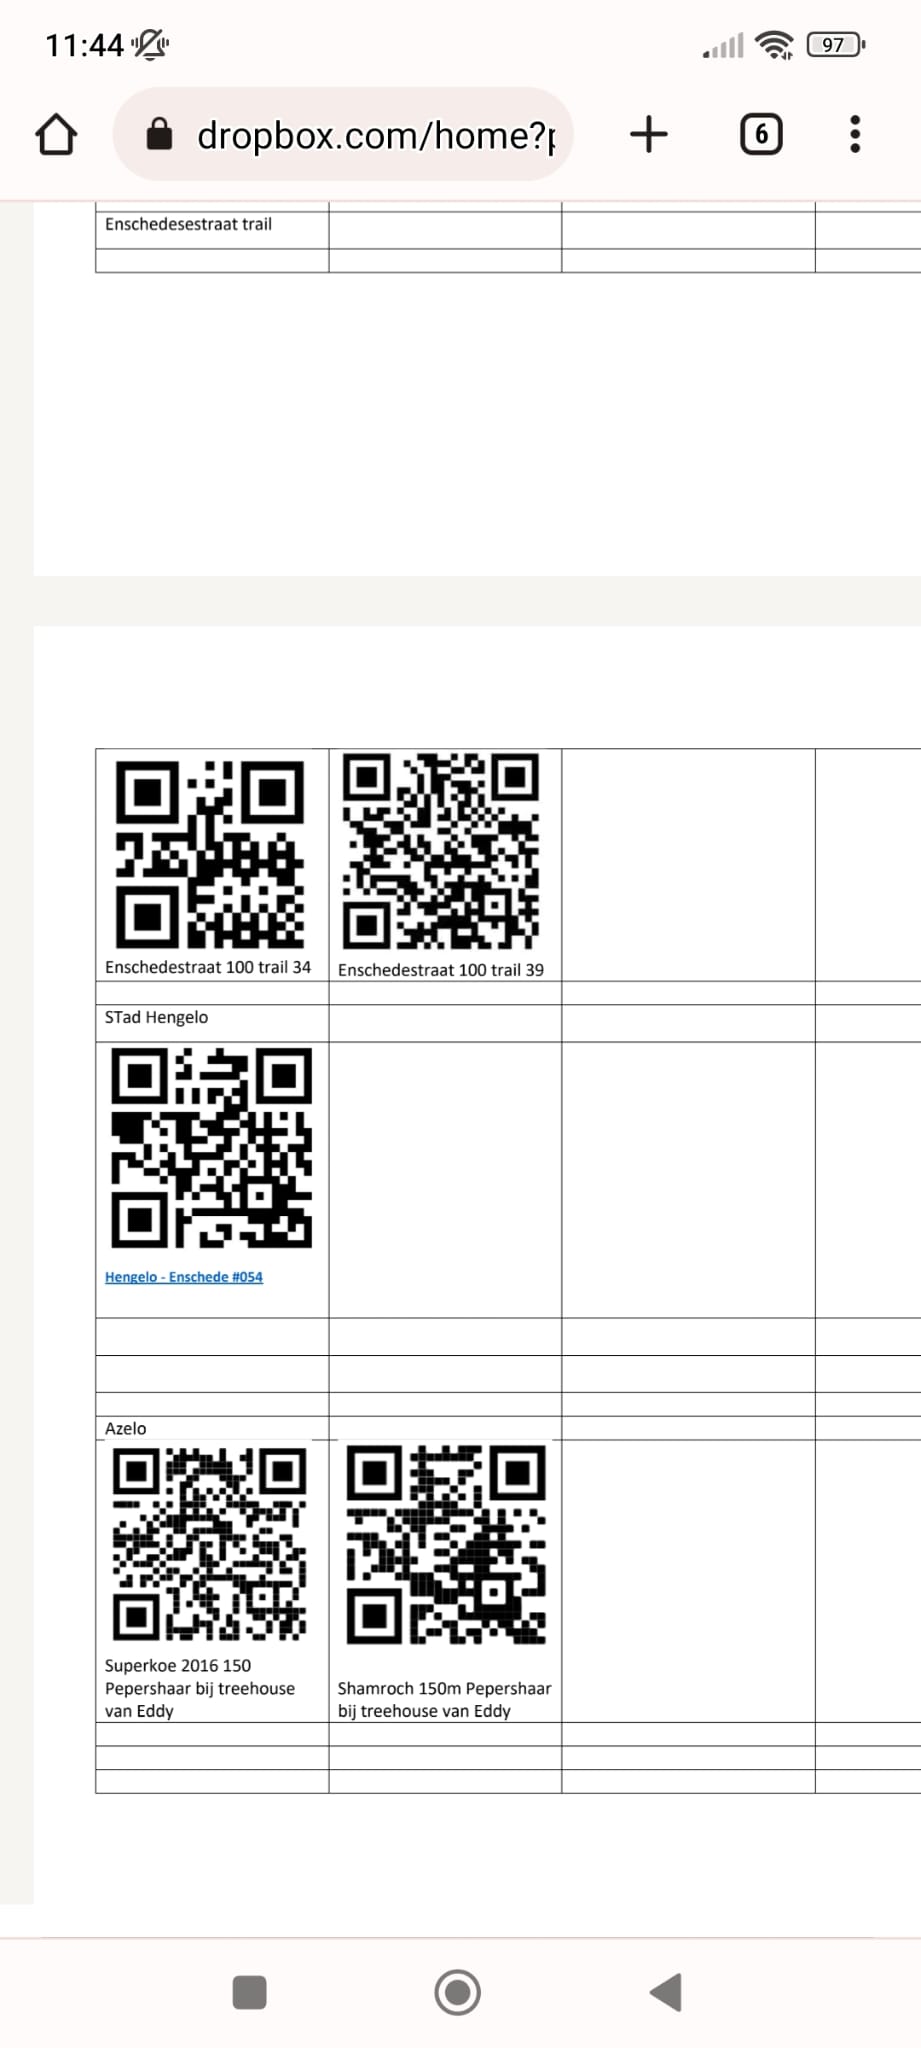 11:44
97
dropbox.com/home?p
6
Enschedesestraat trail
Enschedestraat 100 trail 34
Enschedestraat 100 trail 39
STad Hengelo
Hengelo - Enschede #054
Azelo
Superkoe 2016 150
Pepershaar bij treehouse
van Eddy
Shamroch 150m Pepershaar
bij treehouse van Eddy